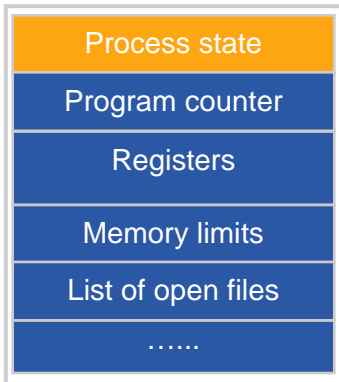 Process state
Program counter
Registers
Memory limits
List of open files
…...